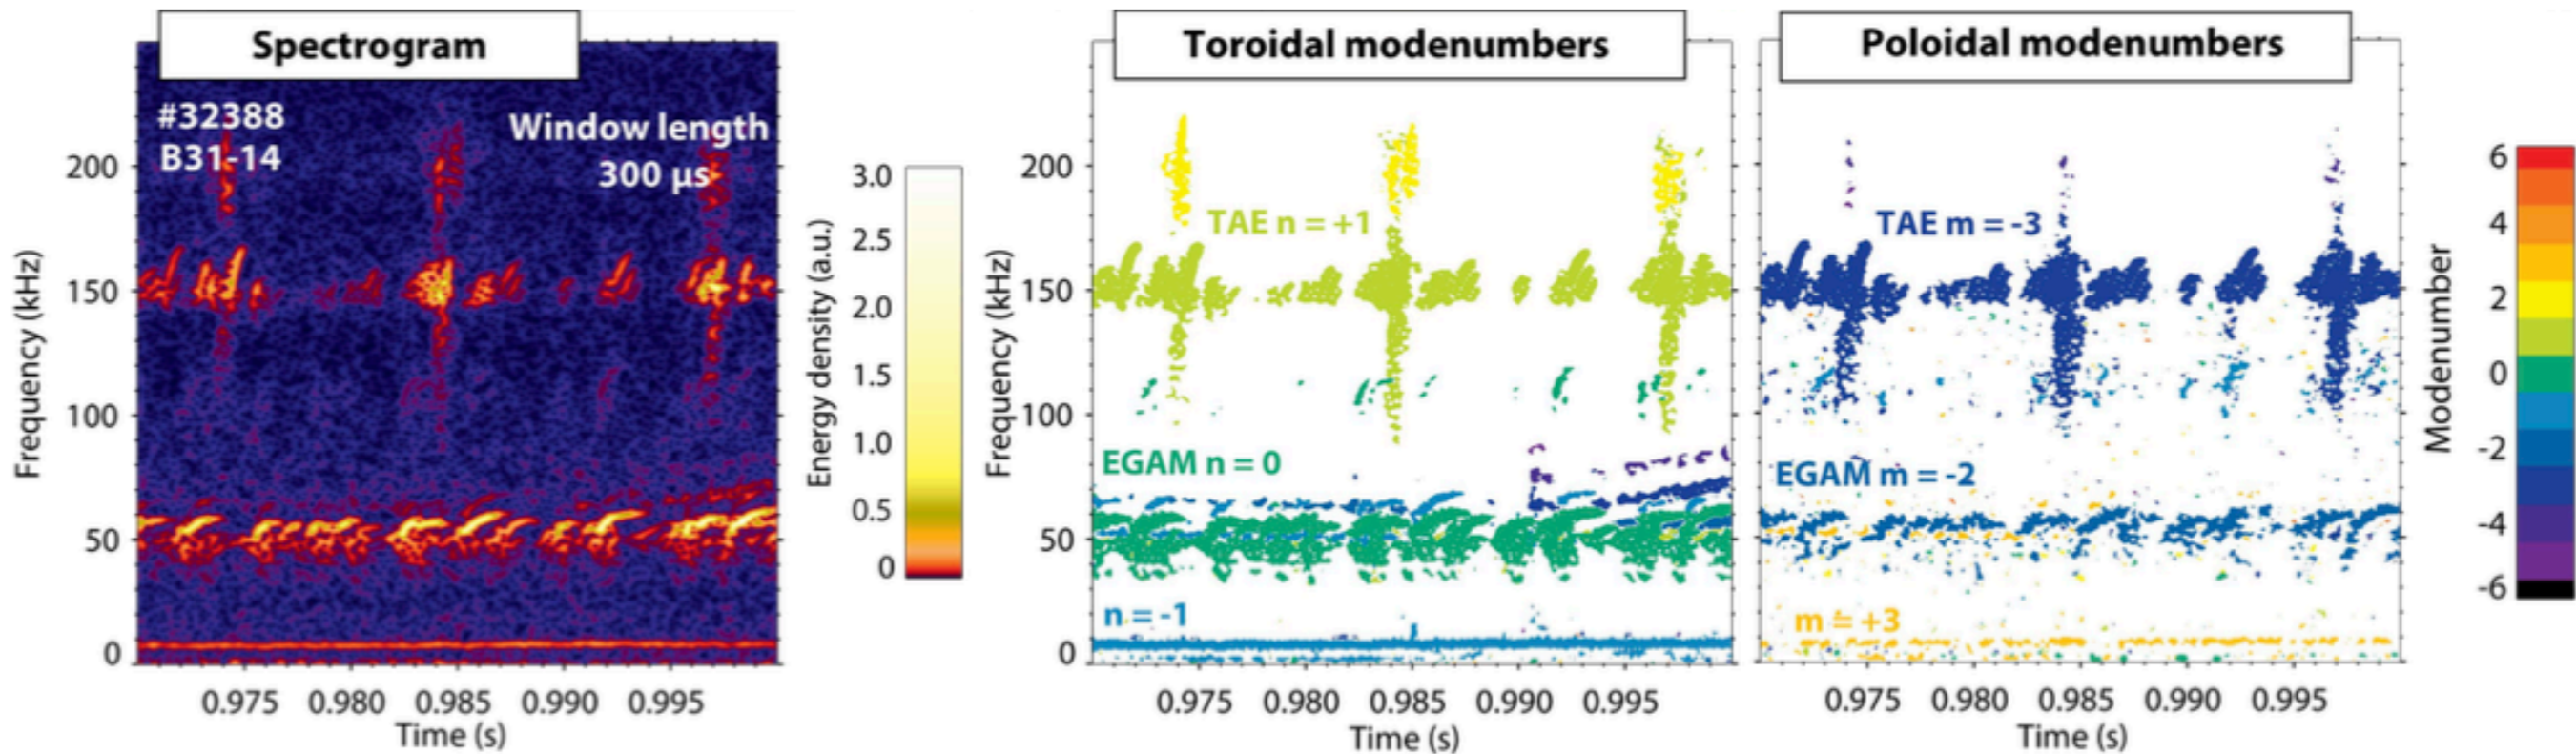 Spectrogram
#32388
B31-14
Window length
300 µs
Frequency (kHz)
200
150
100
50
0
0.975 0.980 0.985 0.990 0.995
Time (s)
Energy density (a.u.)
3.0
2.5
2.0
1.5
1.0
0.5
0
Toroidal modenumbers
Frequency (kHz)
200
150
100
50
0
TAE n = +1
EGAM n = 0
n = -1
0.975 0.980 0.985 0.990 0.995
Time (s)
Poloidal modenumbers
TAE m = -3
EGAM m = -2
m = +3
0.975 0.980 0.985 0.990 0.995
Time (s)
Modenumber
6
4
2
0
-2
-4
-6